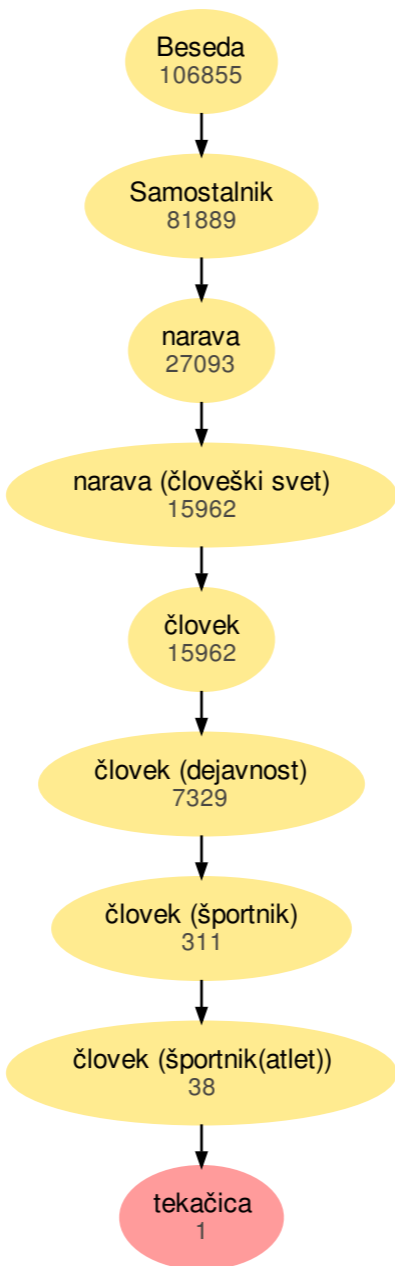 Beseda
106855
Samostalnik
81889
narava
27093
narava (človeški svet)
15962
človek
15962
človek (dejavnost)
7329
človek (športnik)
311
človek (športnik(atlet))
38
tekačica
1